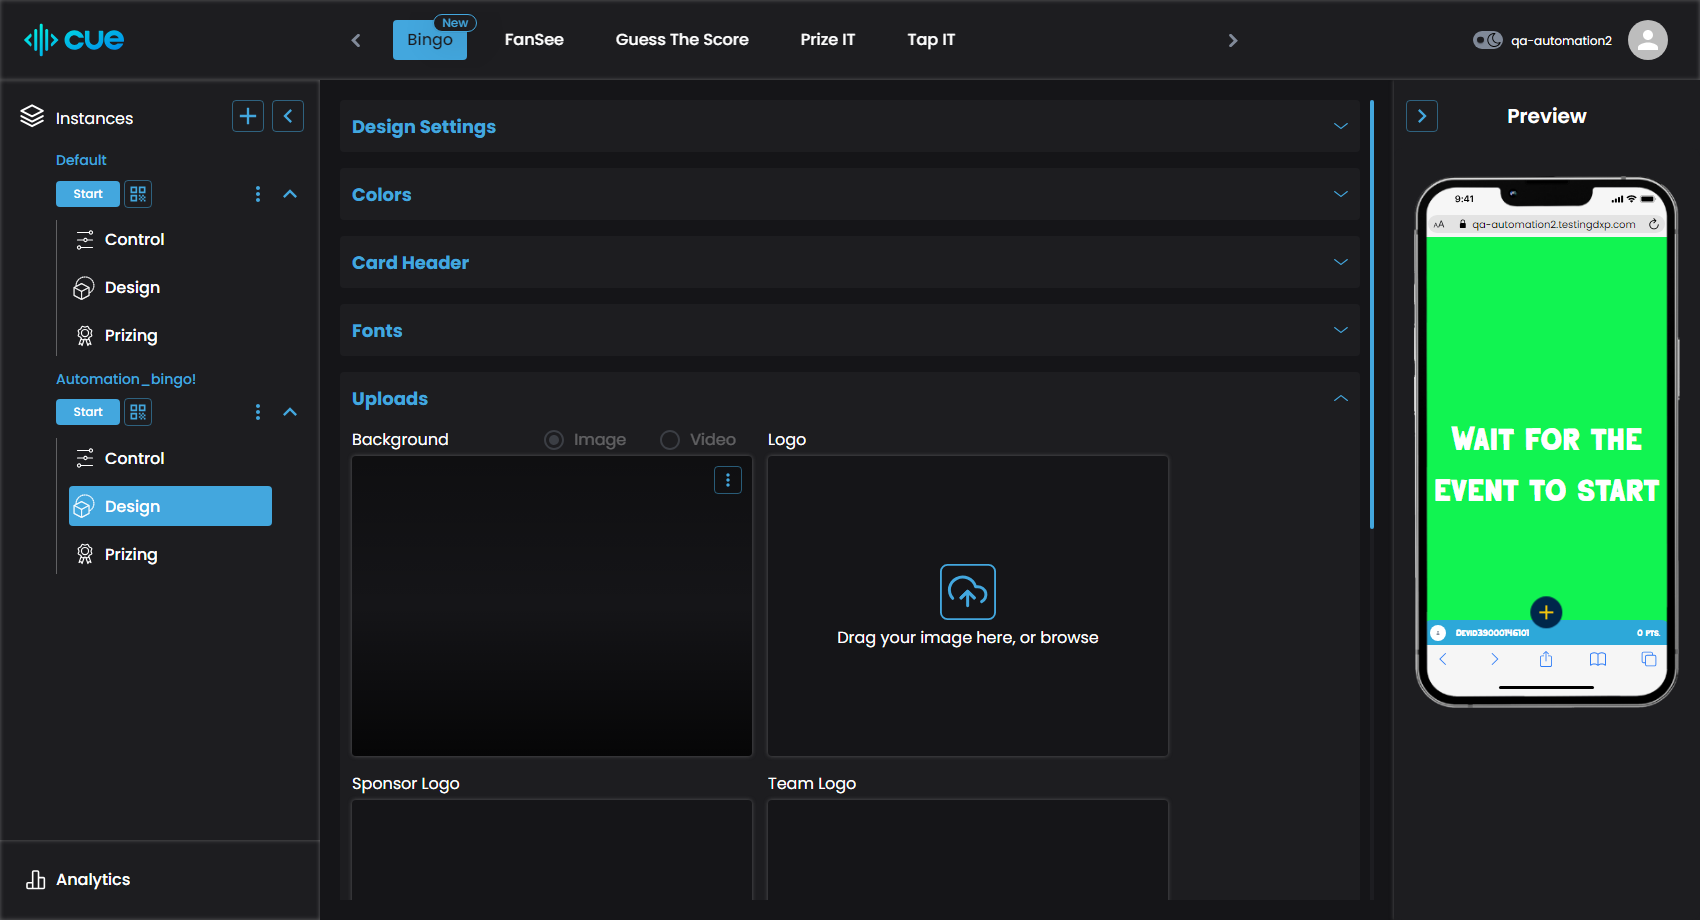 cue
New
Bingo
FanSee
Guess The Score
Prize IT
Tap IT
qa-automation2
Instances
Default
Start
Control
Design
Prizing
Automation_bingo!
Start
Control
Design
Prizing
Analytics
Design Settings
Colors
Card Header
Fonts
Uploads
Background
Image
Video
Logo
Drag your image here, or browse
Sponsor Logo
Team Logo
Preview
9:41
AA
qa-automation2.testingdxp.com
WAIT FOR THE
EVENT TO START
0 PTS.